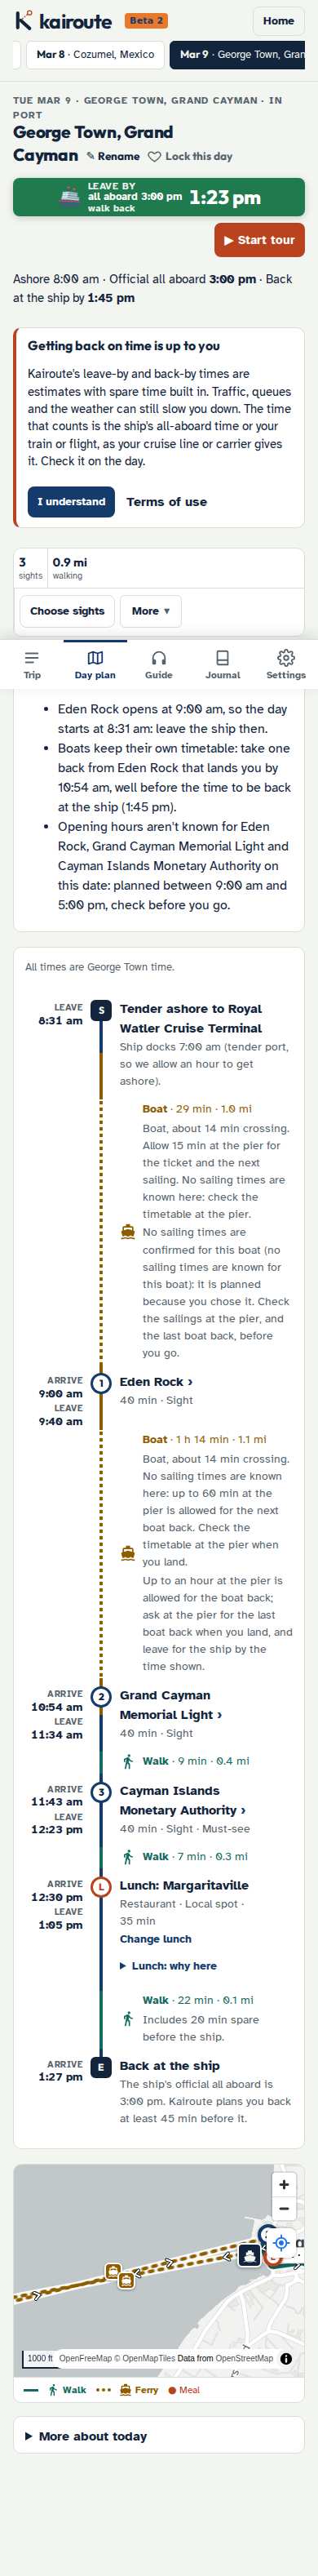 kairoute Beta 2 Home
Mar 8 · Cozumel, Mexico Mar 9 · George Town, Gran
TUE MAR 9 · GEORGE TOWN, GRAND CAYMAN · IN
PORT
George Town, Grand
Cayman ✎ Rename Lock this day
LEAVE BY
all aboard 3:00 pm 1:23 pm
walk back
▶ Start tour
Ashore 8:00 am · Official all aboard 3:00 pm · Back
at the ship by 1:45 pm
Getting back on time is up to you
Kairoute's leave-by and back-by times are
estimates with spare time built in. Traffic, queues
and the weather can still slow you down. The time
that counts is the ship's all-aboard time or your
train or flight, as your cruise line or carrier gives
it. Check it on the day.
I understand Terms of use
3 0.9 mi
sights walking
Choose sights More ▾
Trip Day plan Guide Journal Settings
• Eden Rock opens at 9:00 am, so the day
starts at 8:31 am: leave the ship then.
• Boats keep their own timetable: take one
back from Eden Rock that lands you by
10:54 am, well before the time to be back
at the ship (1:45 pm).
• Opening hours aren't known for Eden
Rock, Grand Cayman Memorial Light and
Cayman Islands Monetary Authority on
this date: planned between 9:00 am and
5:00 pm, check before you go.
All times are George Town time.
LEAVE
8:31 am
S
Tender ashore to Royal
Watler Cruise Terminal
Ship docks 7:00 am (tender port,
so we allow an hour to get
ashore).
Boat · 29 min · 1.0 mi
Boat, about 14 min crossing.
Allow 15 min at the pier for
the ticket and the next
sailing. No sailing times are
known here: check the
timetable at the pier.
No sailing times are
confirmed for this boat (no
sailing times are known for
this boat): it is planned
because you chose it. Check
the sailings at the pier, and
the last boat back, before
you go.
ARRIVE
9:00 am
LEAVE
9:40 am
1
Eden Rock ›
40 min · Sight
Boat · 1 h 14 min · 1.1 mi
Boat, about 14 min crossing.
No sailing times are known
here: up to 60 min at the
pier is allowed for the next
boat back. Check the
timetable at the pier when
you land.
Up to an hour at the pier is
allowed for the boat back;
ask at the pier for the last
boat back when you land, and
leave for the ship by the
time shown.
ARRIVE
10:54 am
LEAVE
11:34 am
2
Grand Cayman
Memorial Light ›
40 min · Sight
Walk · 9 min · 0.4 mi
ARRIVE
11:43 am
LEAVE
12:23 pm
3
Cayman Islands
Monetary Authority ›
40 min · Sight · Must-see
Walk · 7 min · 0.3 mi
ARRIVE
12:30 pm
LEAVE
1:05 pm
L
Lunch: Margaritaville
Restaurant · Local spot ·
35 min
Change lunch
▶ Lunch: why here
Walk · 22 min · 0.1 mi
Includes 20 min spare
before the ship.
ARRIVE
1:27 pm
E
Back at the ship
The ship's official all aboard is
3:00 pm. Kairoute plans you back
at least 45 min before it.
+
−
1000 ft OpenFreeMap © OpenMapTiles Data from OpenStreetMap
Walk Ferry Meal
▶ More about today